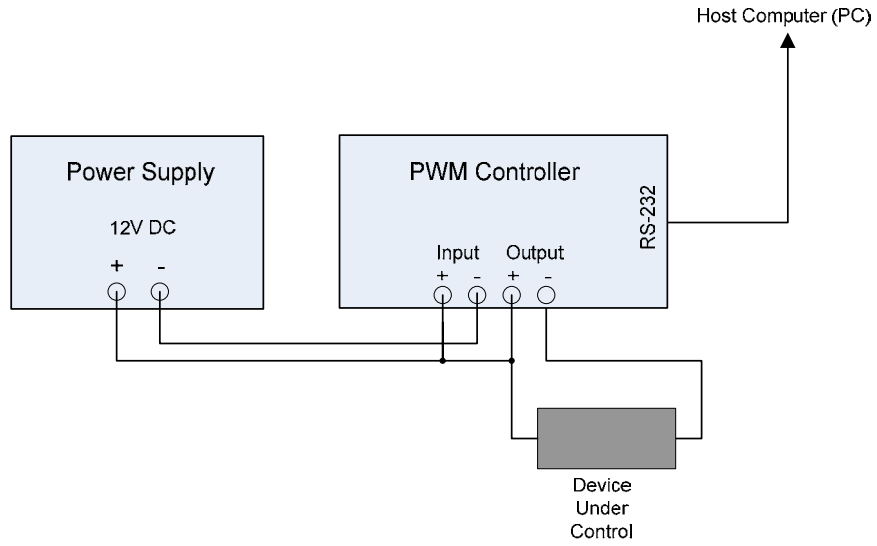 Host Computer (PC)
Power Supply
12V DC
+ -
PWM Controller
RS-232
Input Output
+ - + -
Device
Under
Control